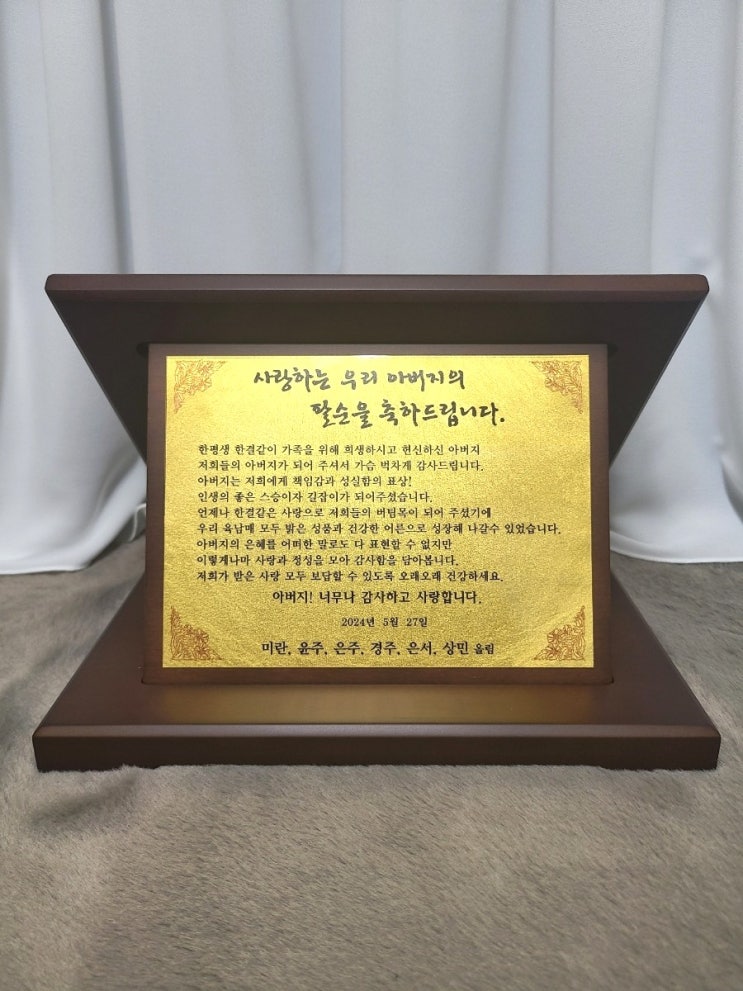 사랑하는 우리 아버지의
팔순을 축하드립니다.
한평생 한결같이 가족을 위해 희생하시고 헌신하신 아버지
저희들의 아버지가 되어 주셔서 가슴 벅차게 감사드립니다.
아버지는 저희에게 책임감과 성실함의 표상!
인생의 좋은 스승이자 길잡이가 되어주셨습니다.
언제나 한결같은 사랑으로 저희들의 버팀목이 되어 주셨기에
우리 육남매 모두 밝은 성품과 건강한 어른으로 성장해 나갈수 있었습니다.
아버지의 은혜를 어떠한 말로도 다 표현할 수 없지만
이렇게나마 사랑과 정성을 모아 감사함을 담아봅니다.
저희가 받은 사랑 모두 보답할 수 있도록 오래오래 건강하세요.
아버지! 너무나 감사하고 사랑합니다.
2024년 5월 27일
미란, 윤주, 은주, 경주, 은서, 상민 올림